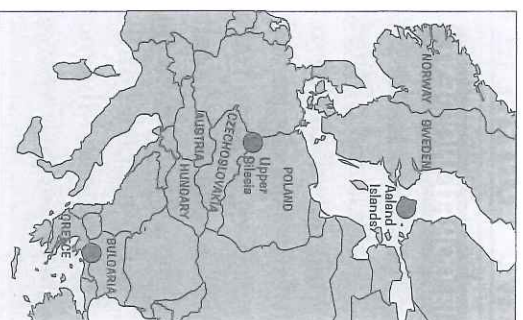 NORWAY
SWEDEN
Aaland
Islands
POLAND
Upper
Silesia
CZECHOSLOVAKIA
AUSTRIA
HUNGARY
BULGARIA
GREECE